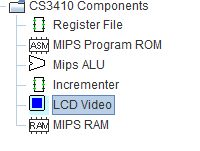 CS3410 Components
Register File
ASM MIPS Program ROM
Mips ALU
Incrementer
LCD Video
RAM MIPS RAM